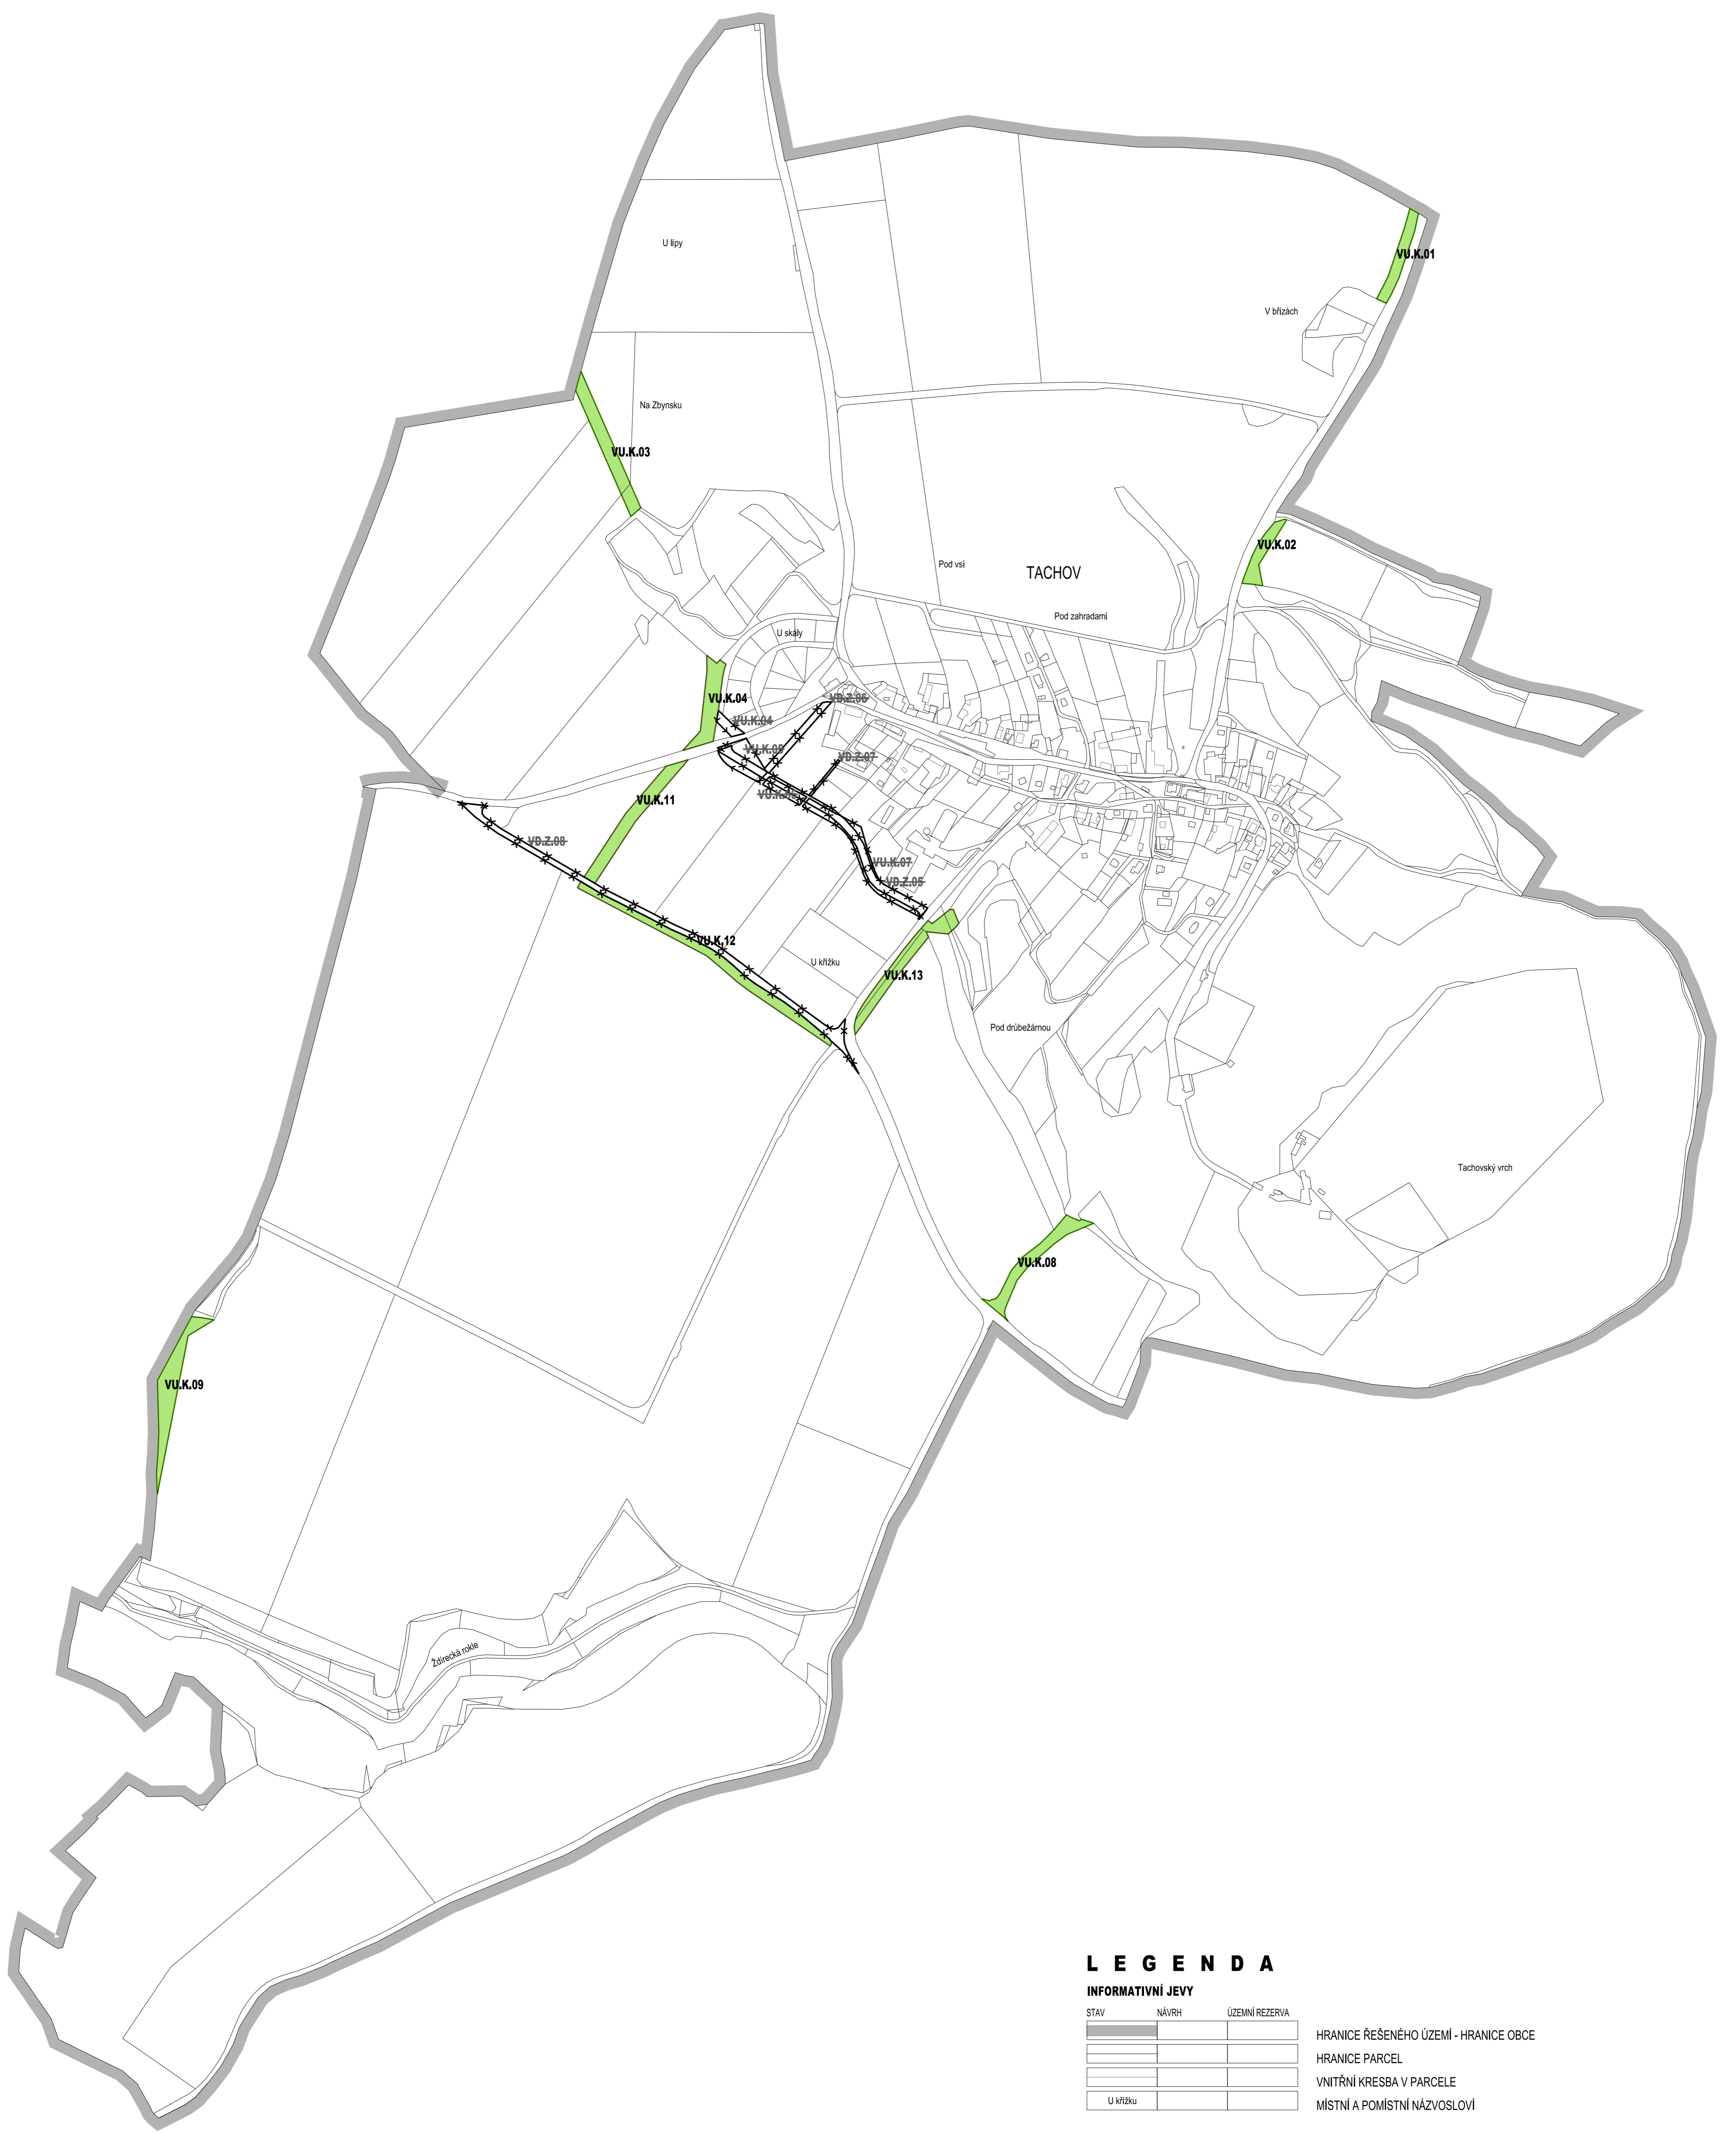 U lípy
VU.K.01
V břízách
Na Zbynsku
VU.K.03
VU.K.02
Pod vsí
TACHOV
Pod zahradami
U skály
VU.K.04
VD.Z.06
VU.K.04
VU.K.05
VD.Z.07
VU.K.11
VD.Z.08
VU.K.07
VD.Z.05
VU.K.12
U křížku
VU.K.13
Pod drůbežárnou
Tachovský vrch
VU.K.08
VU.K.09
Ždírecká rokle
LEGENDA
INFORMATIVNÍ JEVY
STAV NÁVRH ÚZEMNÍ REZERVA
HRANICE ŘEŠENÉHO ÚZEMÍ - HRANICE OBCE
HRANICE PARCEL
VNITŘNÍ KRESBA V PARCELE
U křížku MÍSTNÍ A POMÍSTNÍ NÁZVOSLOVÍ